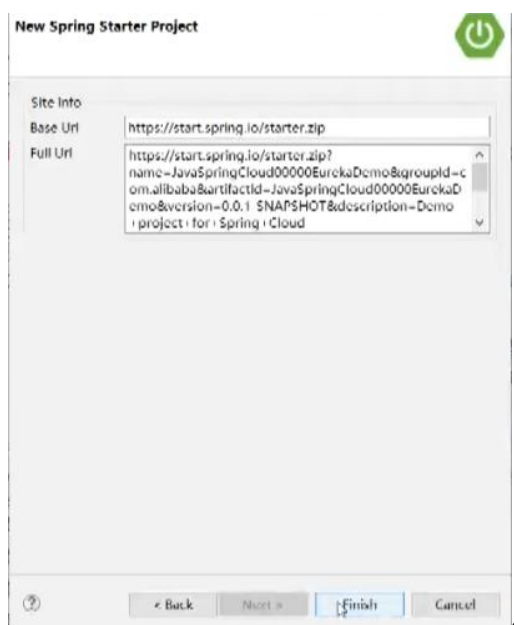 New Spring Starter Project
Site Info
Base Url
https://start.spring.io/starter.zip
Full Url
https://start.spring.io/starter.zip?
name=JavaSpringCloud00000EurekaDemo&groupId=c
om.alibaba&artifactId=JavaSpringCloud00000EurekaD
emo&version=0.0.1-SNAPSHOT&description=Demo
+project+for+Spring+Cloud
< Back
Next >
Finish
Cancel